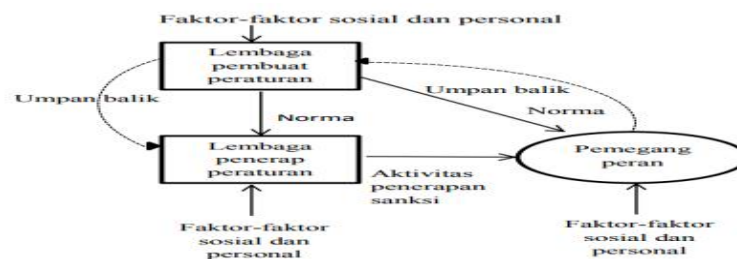 Faktor-faktor sosial dan personal
Lembaga
pembuat
peraturan
Umpan balik
Umpan balik
Norma
Norma
Lembaga
penerap
peraturan
Aktivitas
penerapan
sanksi
Pemegang
peran
Faktor-faktor
sosial dan
personal
Faktor-faktor
sosial dan
personal